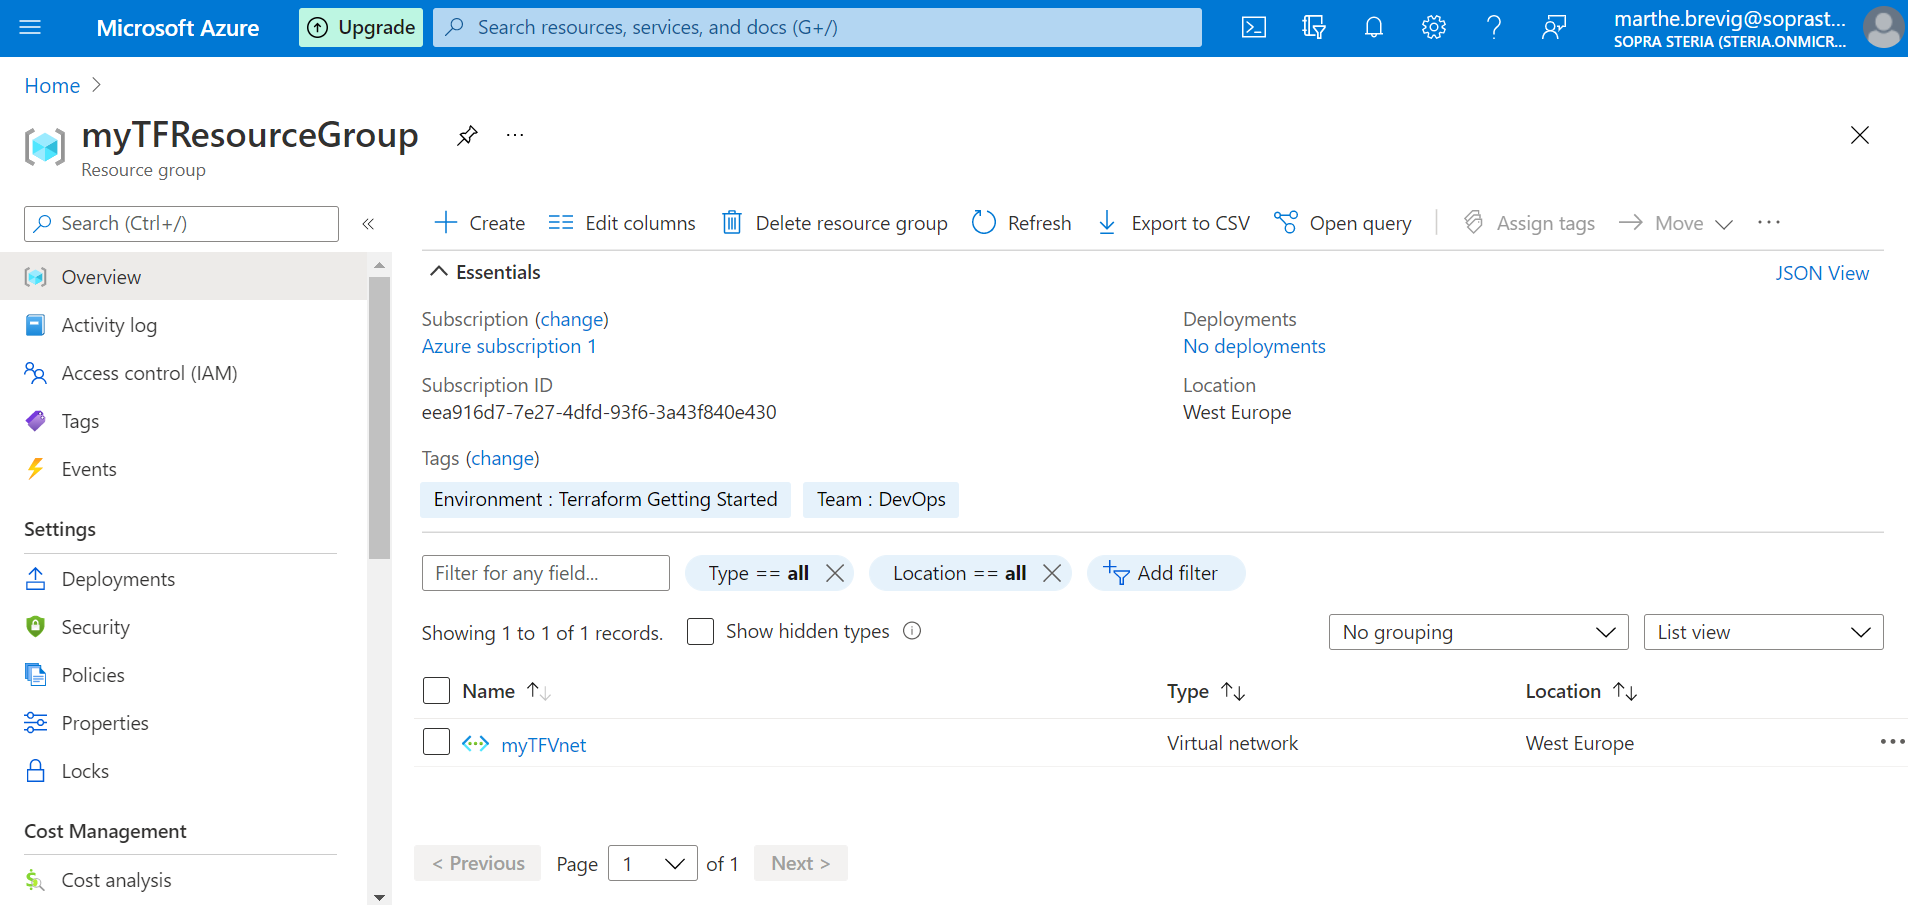 Microsoft Azure
Upgrade
Search resources, services, and docs (G+/)
marthe.brevig@soprast...
SOPRA STERIA (STERIA.ONMICR...
Home
myTFResourceGroup
...
Resource group
Search (Ctrl+/)
«
Create
Edit columns
Delete resource group
Refresh
Export to CSV
Open query
Assign tags
Move
...
Overview
Activity log
Access control (IAM)
Tags
Events
Settings
Deployments
Security
Policies
Properties
Locks
Cost Management
Cost analysis
Essentials
JSON View
Subscription (change)
Azure subscription 1
Subscription ID
eea916d7-7e27-4dfd-93f6-3a43f840e430
Deployments
No deployments
Location
West Europe
Tags (change)
Environment : Terraform Getting Started
Team : DevOps
Filter for any field...
Type == all
Location == all
Add filter
Showing 1 to 1 of 1 records.
Show hidden types
No grouping
List view
Name
Type
Location
myTFVnet
Virtual network
West Europe
...
< Previous
Page
1
of 1
Next >